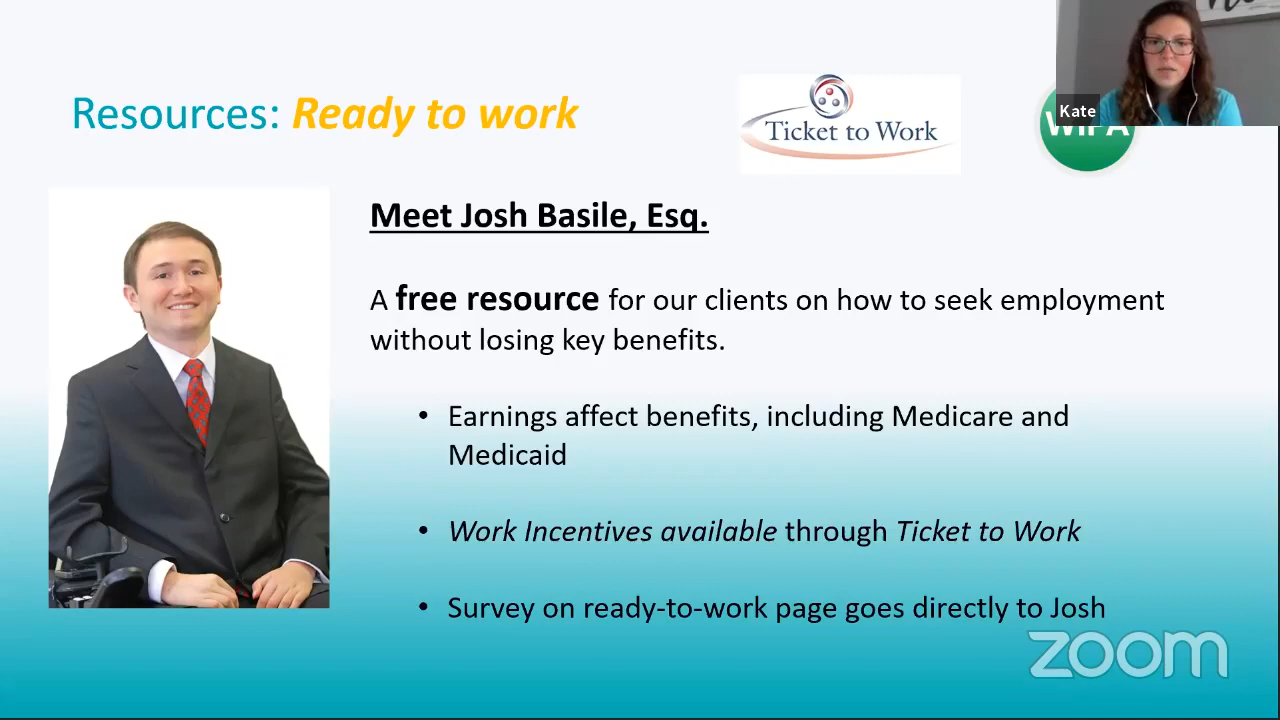 Resources: Ready to work
Ticket to Work
Kate
WIPA
Meet Josh Basile, Esq.
A free resource for our clients on how to seek employment
without losing key benefits.
• Earnings affect benefits, including Medicare and
Medicaid
• Work Incentives available through Ticket to Work
• Survey on ready-to-work page goes directly to Josh
zoom